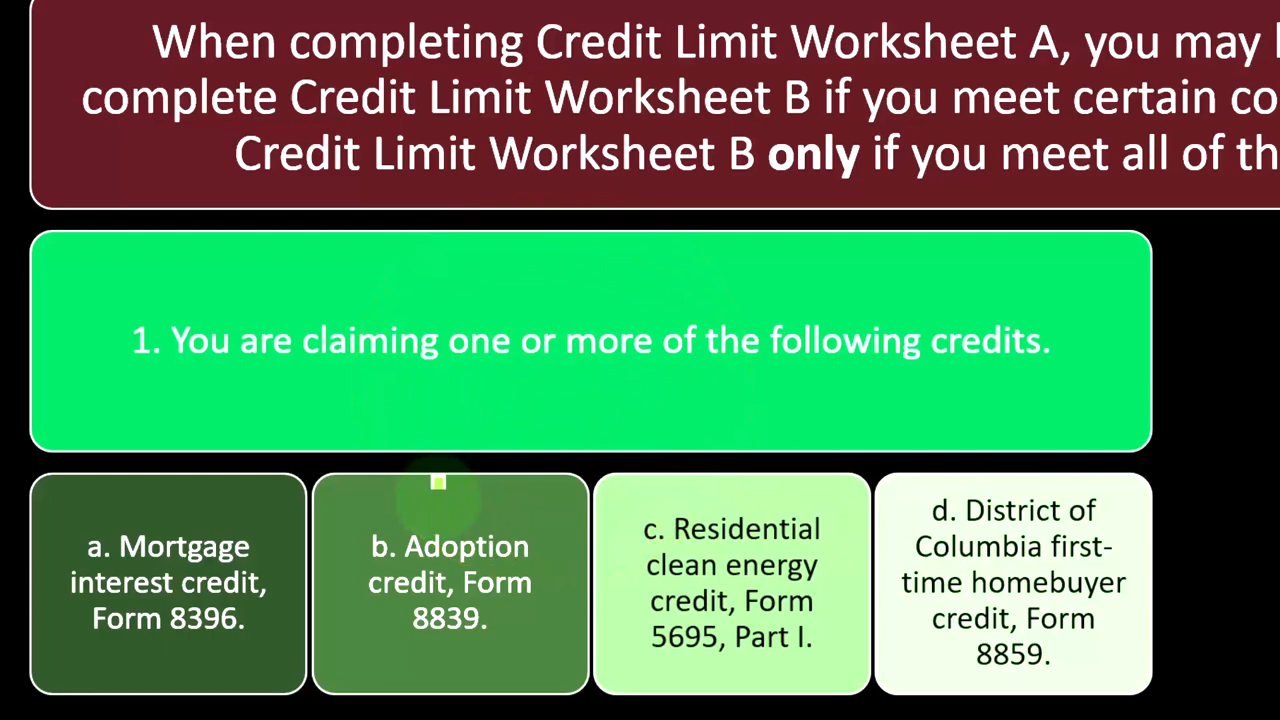 When completing Credit Limit Worksheet A, you may
complete Credit Limit Worksheet B if you meet certain
Credit Limit Worksheet B only if you meet all of
1. You are claiming one or more of the following credits.
a. Mortgage
interest credit,
Form 8396.
b. Adoption
credit, Form
8839.
c. Residential
clean energy
credit, Form
5695, Part I.
d. District of
Columbia first-
time homebuyer
credit, Form
8859.